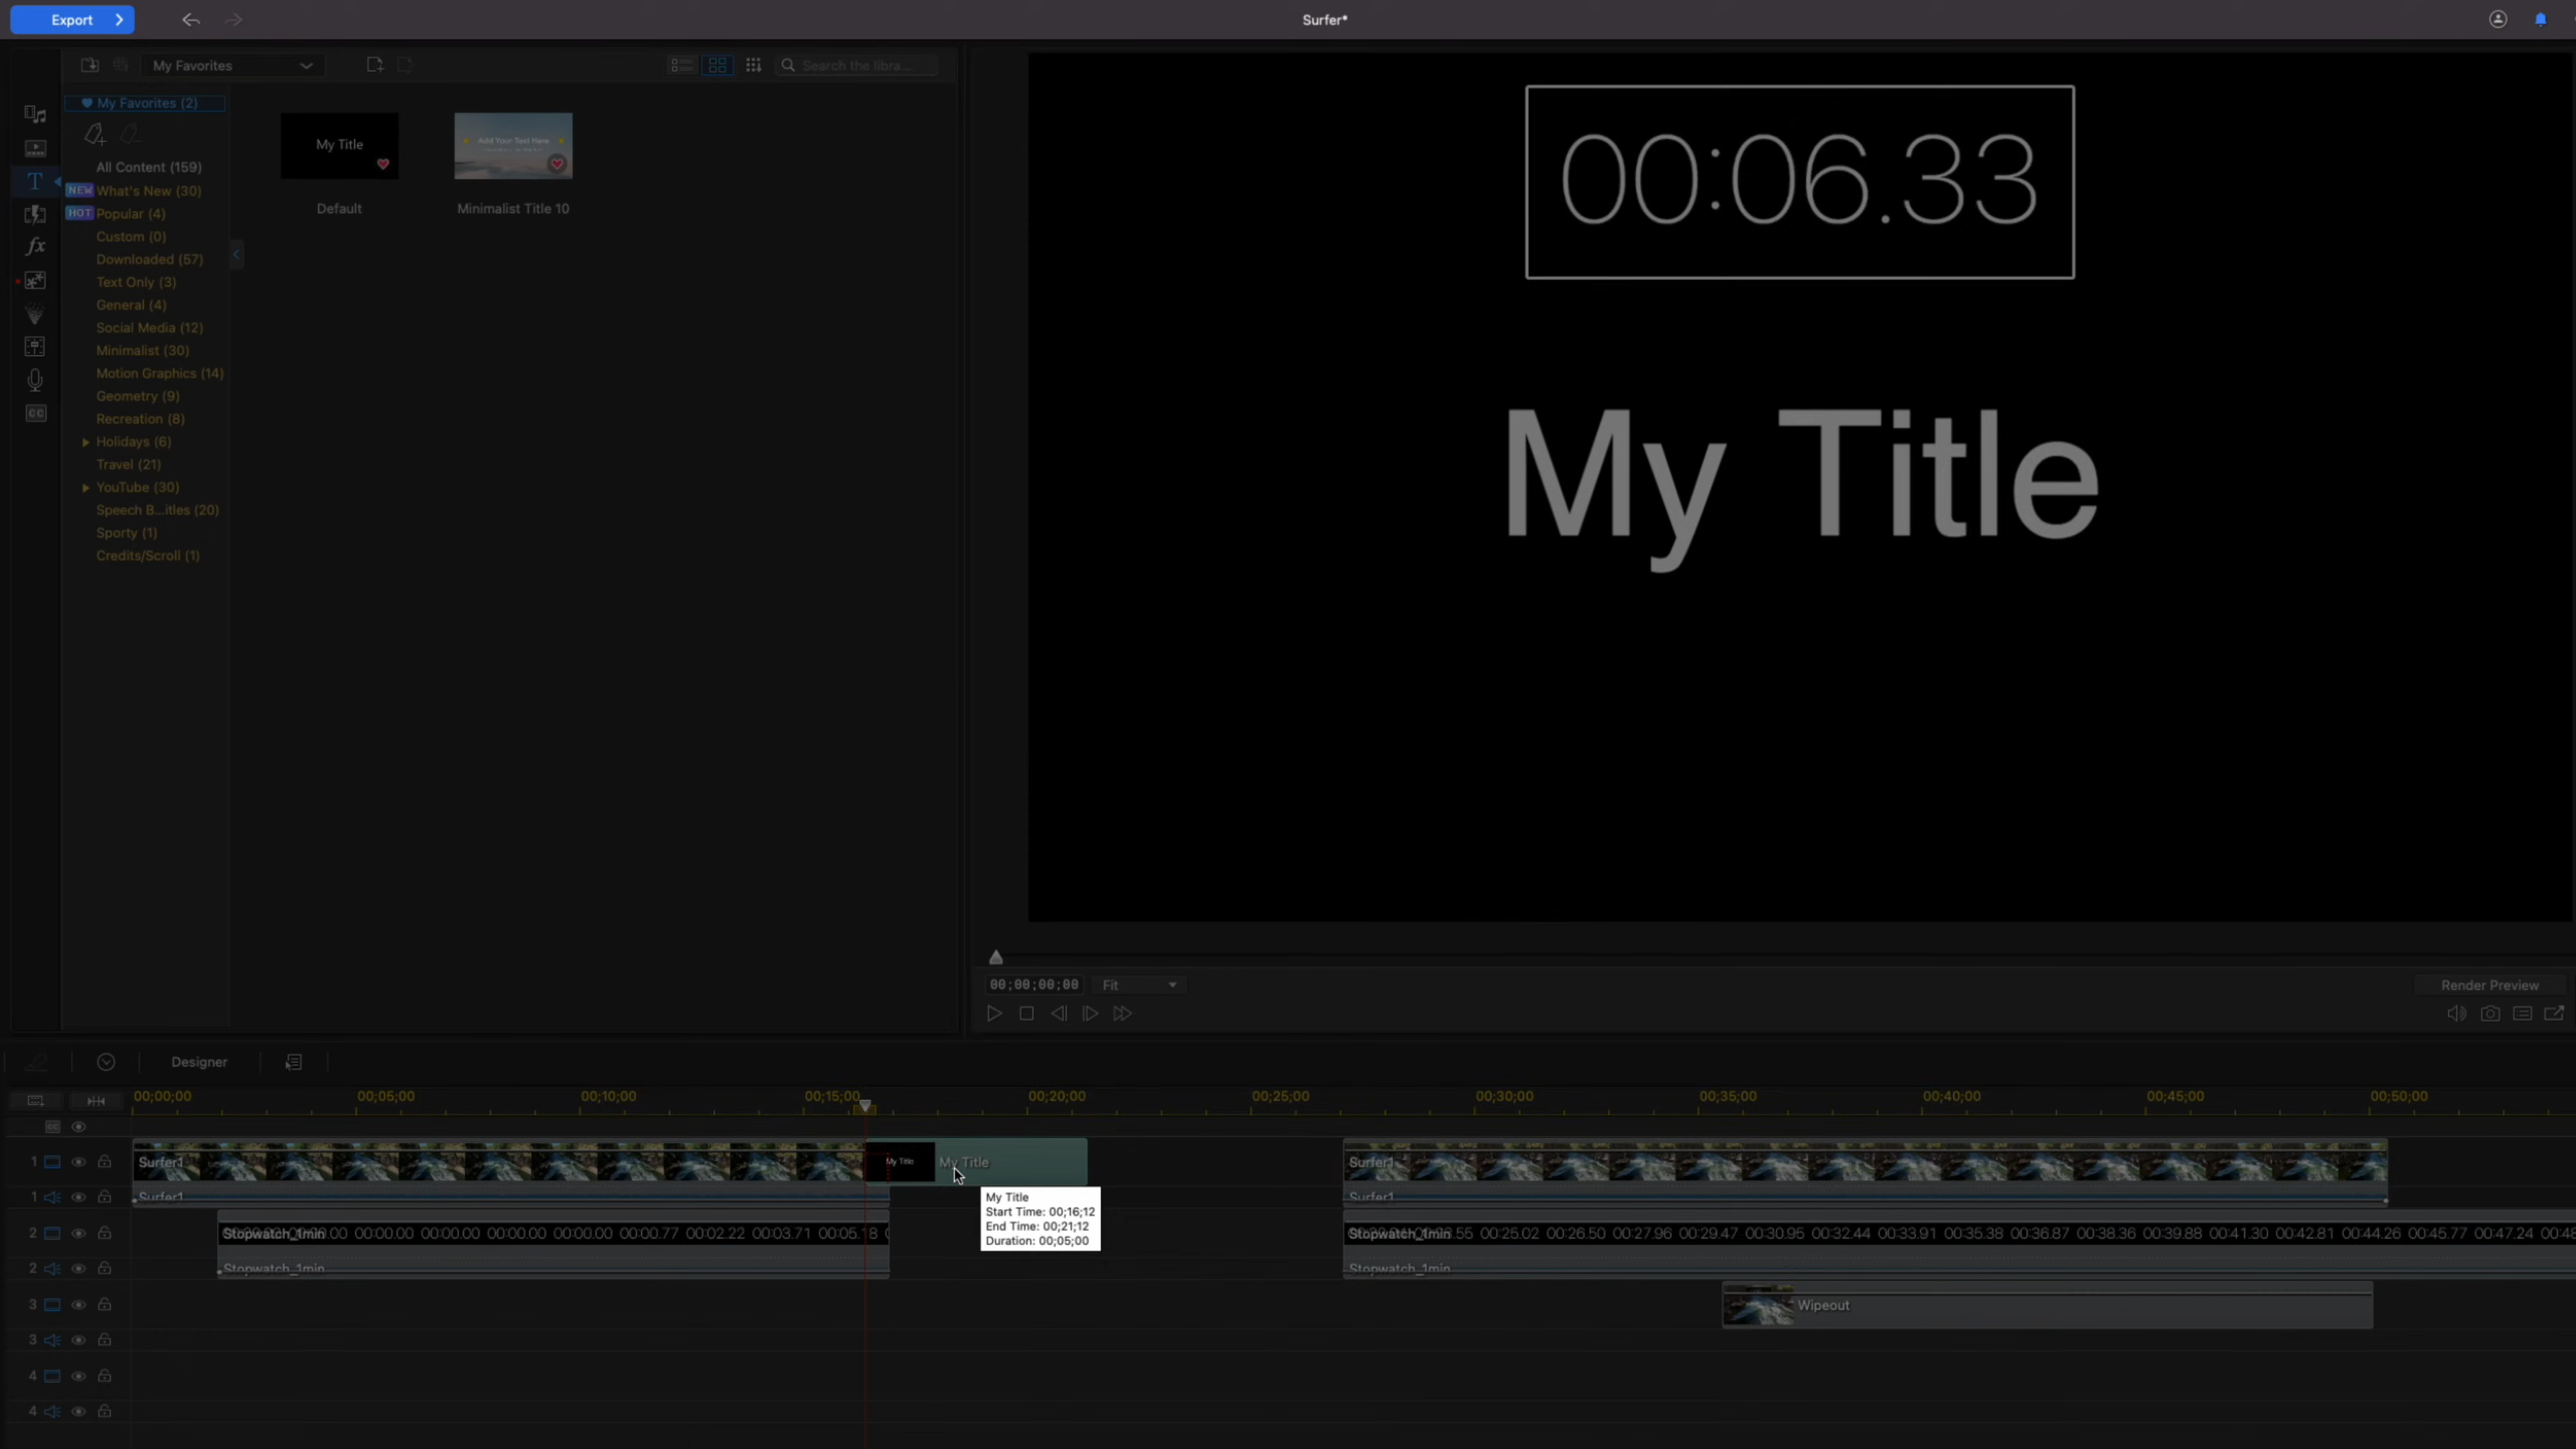 Export
Surfer*
My Favorites
Search the libra...
My Favorites (2)
All Content (159)
NEW What's New (30)
HOT Popular (4)
Custom (0)
Downloaded (57)
Text Only (3)
General (4)
Social Media (12)
Minimalist (30)
Motion Graphics (14)
Geometry (9)
Recreation (8)
Holidays (6)
Travel (21)
YouTube (30)
Speech B...itles (20)
Sporty (1)
Credits/Scroll (1)
T
fx
CC
My Title
Default
Add Your Text Here
Minimalist Title 10
00:06.33
My Title
00;00;00;00
Fit
Render Preview
Designer
00;00;00 00;05;00 00;10;00 00;15;00 00;20;00 00;25;00 00;30;00 00;35;00 00;40;00 00;45;00 00;50;00
CC
1 Surfer1 My Title My Title Surfer1
1 Surfer1 Surfer1
My Title
Start Time: 00;16;12
End Time: 00;21;12
Duration: 00;05;00
2 Stopwatch_1min 00:00.00 00:00.00 00:00.00 00:00.00 00:00.77 00:02.22 00:03.71 00:05.18 Stopwatch_1min 00:25.02 00:26.50 00:27.96 00:29.47 00:30.95 00:32.44 00:33.91 00:35.38 00:36.87 00:38.36 00:39.88 00:41.30 00:42.81 00:44.26 00:45.77 00:47.24
2 Stopwatch_1min Stopwatch_1min
3 Wipeout
3
4
4